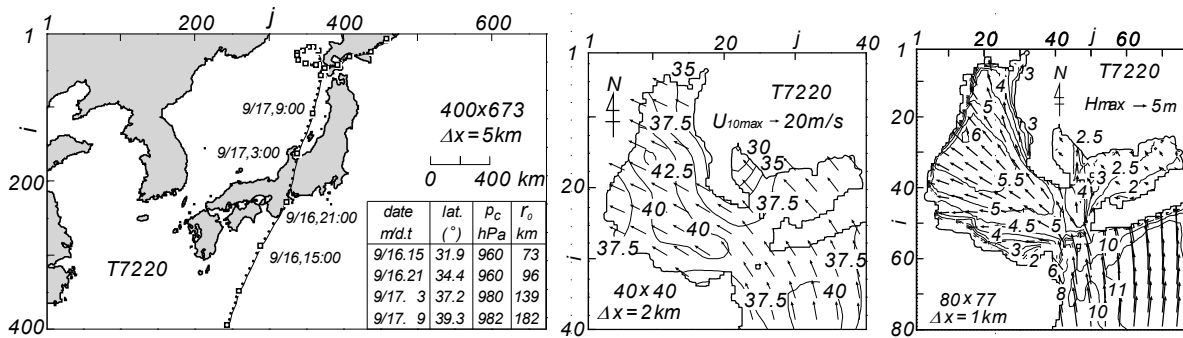 1 200 j 400 600
1
9/17,9:00
400x673
Δx=5km
9/17,3:00
i
200
0 400 km
9/16,21:00
9/16,15:00
T7220
400
date lat. pc r0
m/d.t (°) hPa km
9/16.15 31.9 960 73
9/16.21 34.4 960 96
9/17. 3 37.2 980 139
9/17. 9 39.3 982 182
1 20 j 40
1
35
N
T7220
37.5
U10max → 20m/s
30
35
42.5
20
37.5
40
40
37.5
37.5
i
40x40
37.5
40
Δx=2km
40
1 20 40 j 60
1
3
N
T7220
4
Hmax → 5m
5
20
3
6
2.5
2.5
3
4
2
40
5.5
5
4.5
5
10
4
3
2
60
6
8
11
10
80x77
Δx=1km
i
80